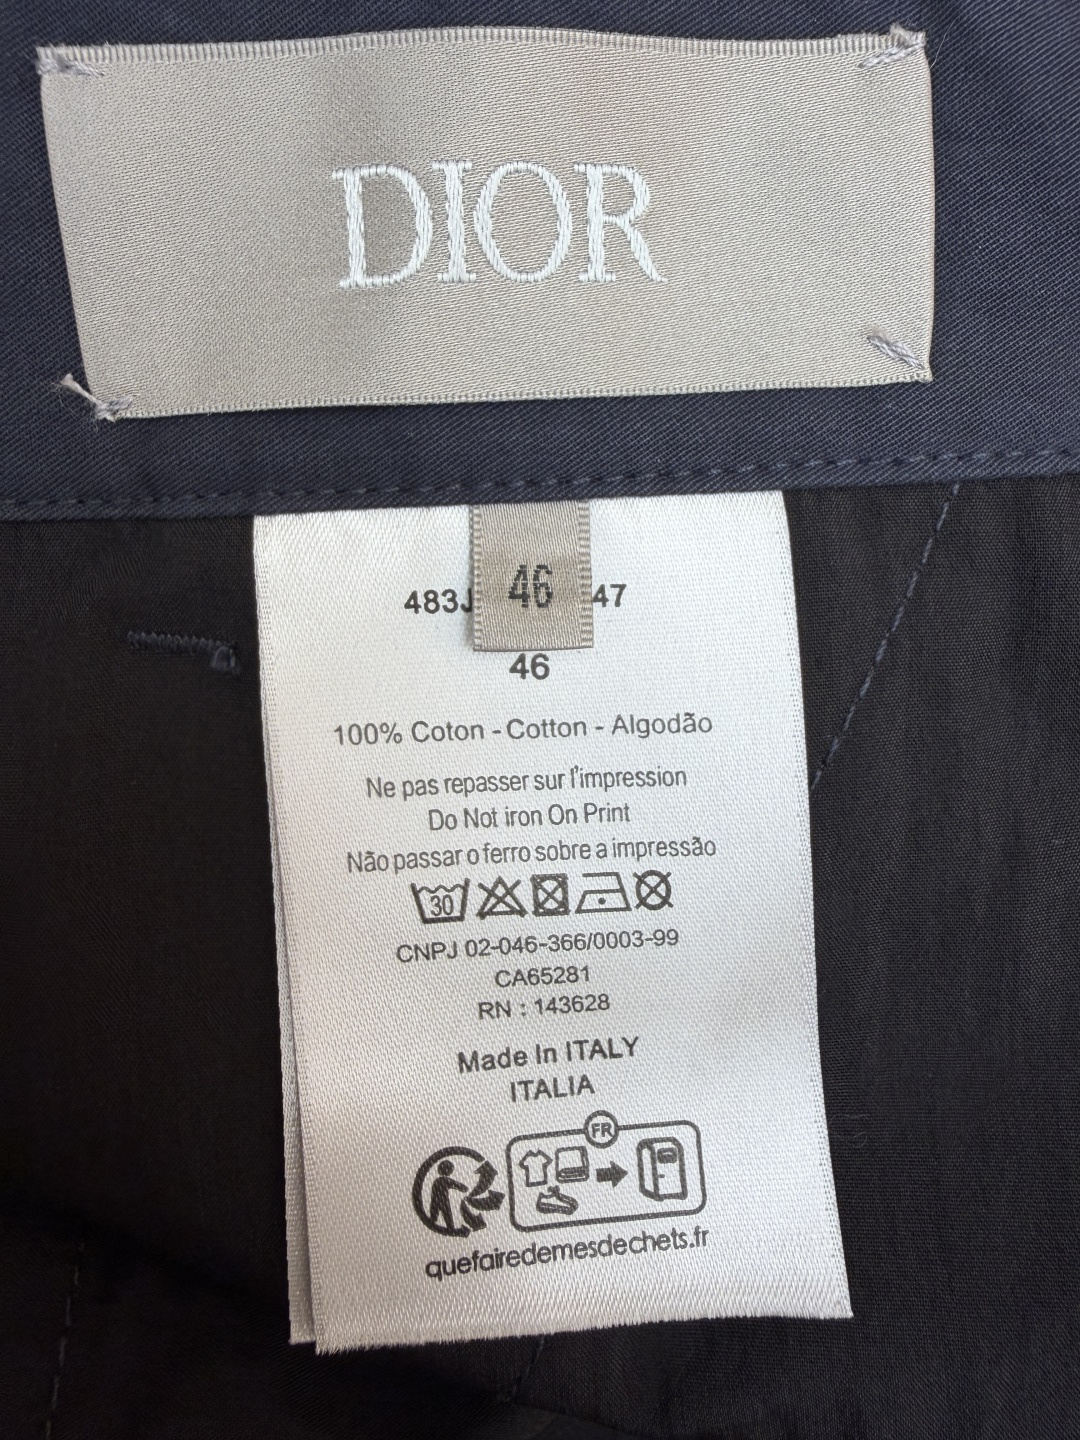 DIOR
483J 46 47
46
100% Coton - Cotton - Algodão
Ne pas repasser sur l'impression
Do Not iron On Print
Não passar o ferro sobre a impressão
30
CNPJ 02-046-366/0003-99
CA65281
RN : 143628
Made In ITALY
ITALIA
FR
quefairedemesdechets.fr